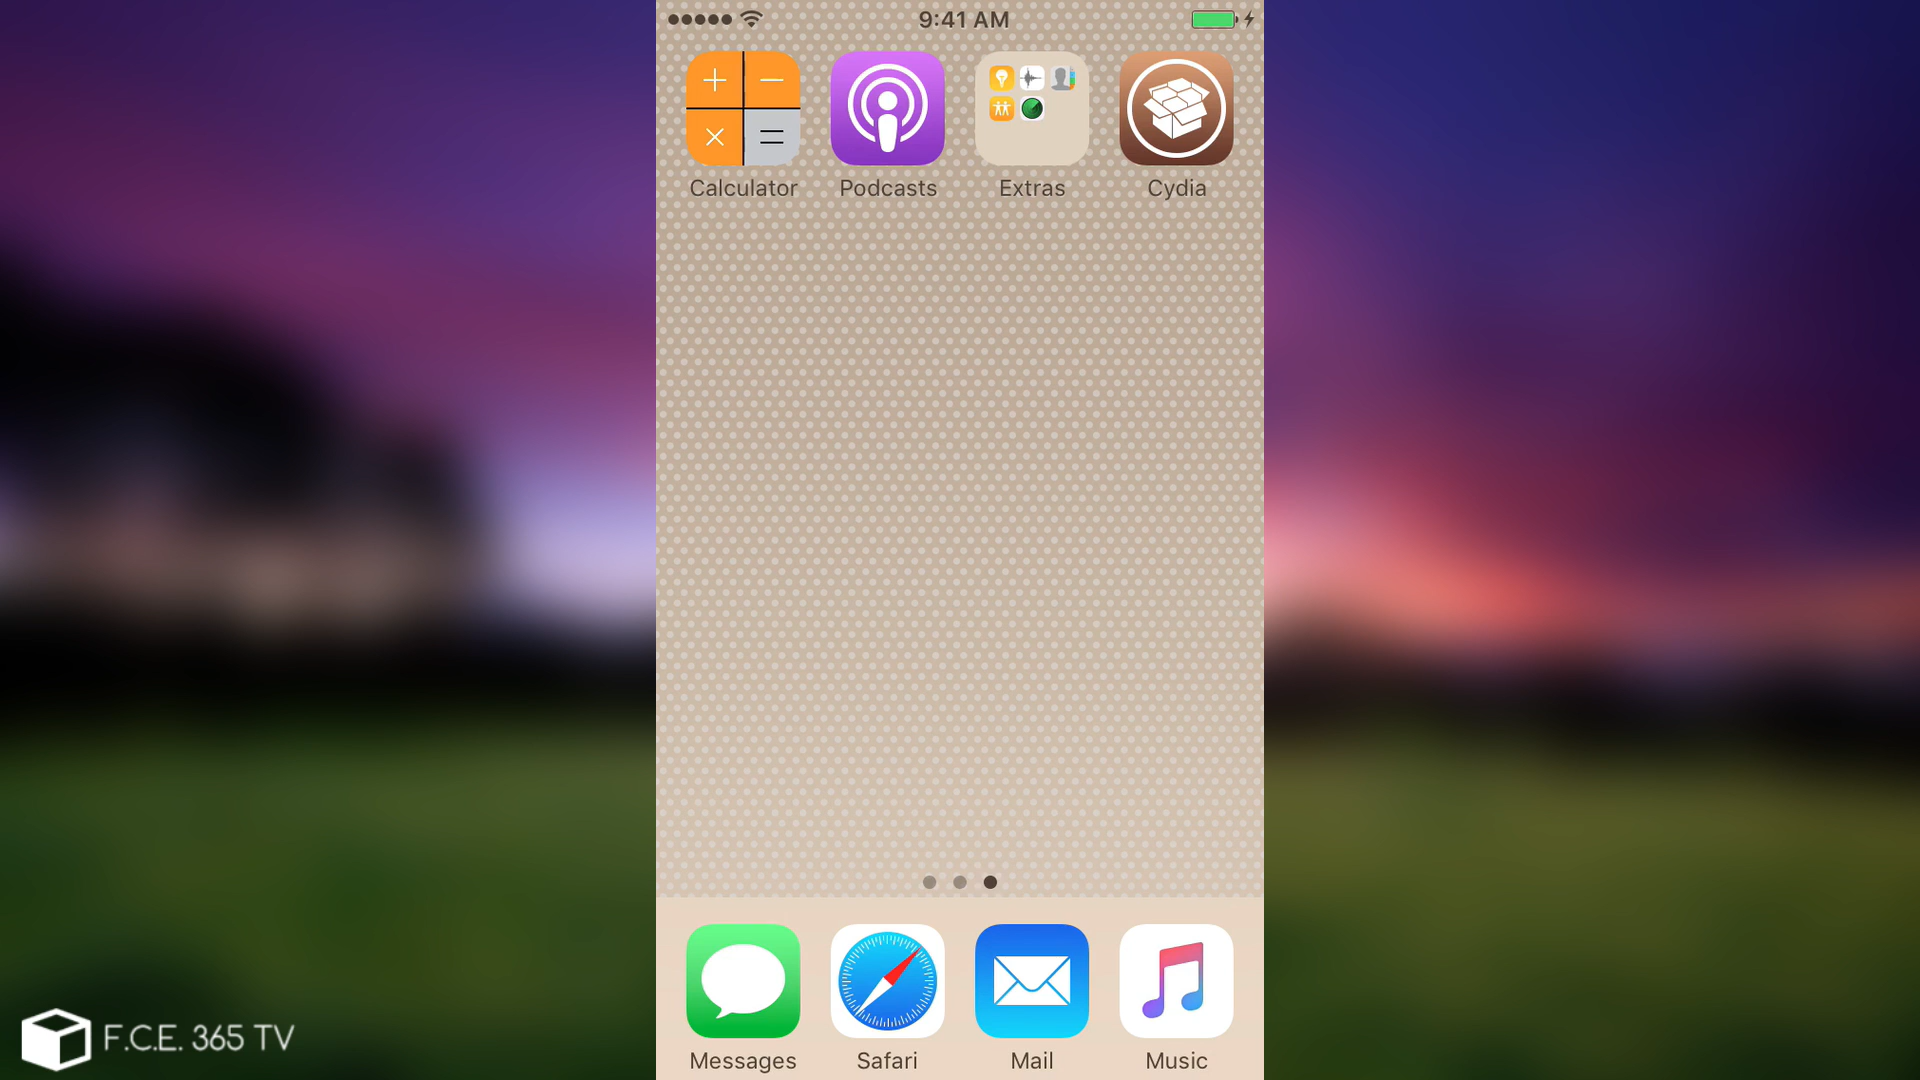 9:41 AM
Calculator
Podcasts
Extras
Cydia
Messages
Safari
Mail
Music
F.C.E. 365 TV